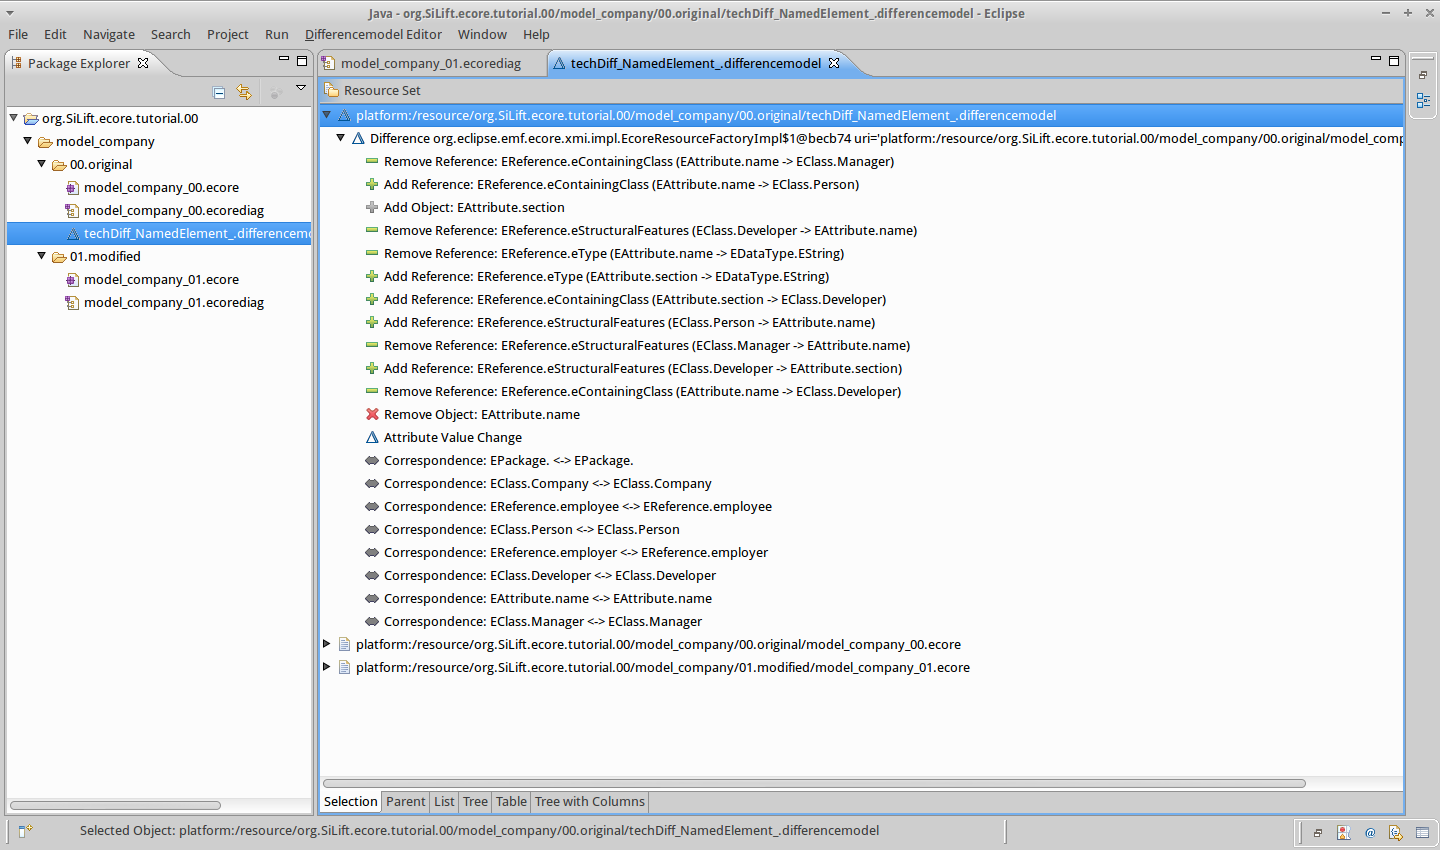 Java - org.SiLift.ecore.tutorial.00/model_company/00.original/techDiff_NamedElement_.differencemodel - Eclipse
File Edit Navigate Search Project Run Differencemodel Editor Window Help
Package Explorer
model_company_01.ecorediag
techDiff_NamedElement_.differencemodel
Resource Set
org.SiLift.ecore.tutorial.00
model_company
00.original
model_company_00.ecore
model_company_00.ecorediag
techDiff_NamedElement_.differencemo
01.modified
model_company_01.ecore
model_company_01.ecorediag
platform:/resource/org.SiLift.ecore.tutorial.00/model_company/00.original/techDiff_NamedElement_.differencemodel
Difference org.eclipse.emf.ecore.xmi.impl.EcoreResourceFactoryImpl$1@becb74 uri='platform:/resource/org.SiLift.ecore.tutorial.00/model_company/00.original/model_comp
Remove Reference: EReference.eContainingClass (EAttribute.name -> EClass.Manager)
Add Reference: EReference.eContainingClass (EAttribute.name -> EClass.Person)
Add Object: EAttribute.section
Remove Reference: EReference.eStructuralFeatures (EClass.Developer -> EAttribute.name)
Remove Reference: EReference.eType (EAttribute.name -> EDataType.EString)
Add Reference: EReference.eType (EAttribute.section -> EDataType.EString)
Add Reference: EReference.eContainingClass (EAttribute.section -> EClass.Developer)
Add Reference: EReference.eStructuralFeatures (EClass.Person -> EAttribute.name)
Remove Reference: EReference.eStructuralFeatures (EClass.Manager -> EAttribute.name)
Add Reference: EReference.eStructuralFeatures (EClass.Developer -> EAttribute.section)
Remove Reference: EReference.eContainingClass (EAttribute.name -> EClass.Developer)
Remove Object: EAttribute.name
Attribute Value Change
Correspondence: EPackage. <-> EPackage.
Correspondence: EClass.Company <-> EClass.Company
Correspondence: EReference.employee <-> EReference.employee
Correspondence: EClass.Person <-> EClass.Person
Correspondence: EReference.employer <-> EReference.employer
Correspondence: EClass.Developer <-> EClass.Developer
Correspondence: EAttribute.name <-> EAttribute.name
Correspondence: EClass.Manager <-> EClass.Manager
platform:/resource/org.SiLift.ecore.tutorial.00/model_company/00.original/model_company_00.ecore
platform:/resource/org.SiLift.ecore.tutorial.00/model_company/01.modified/model_company_01.ecore
Selection Parent List Tree Table Tree with Columns
Selected Object: platform:/resource/org.SiLift.ecore.tutorial.00/model_company/00.original/techDiff_NamedElement_.differencemodel